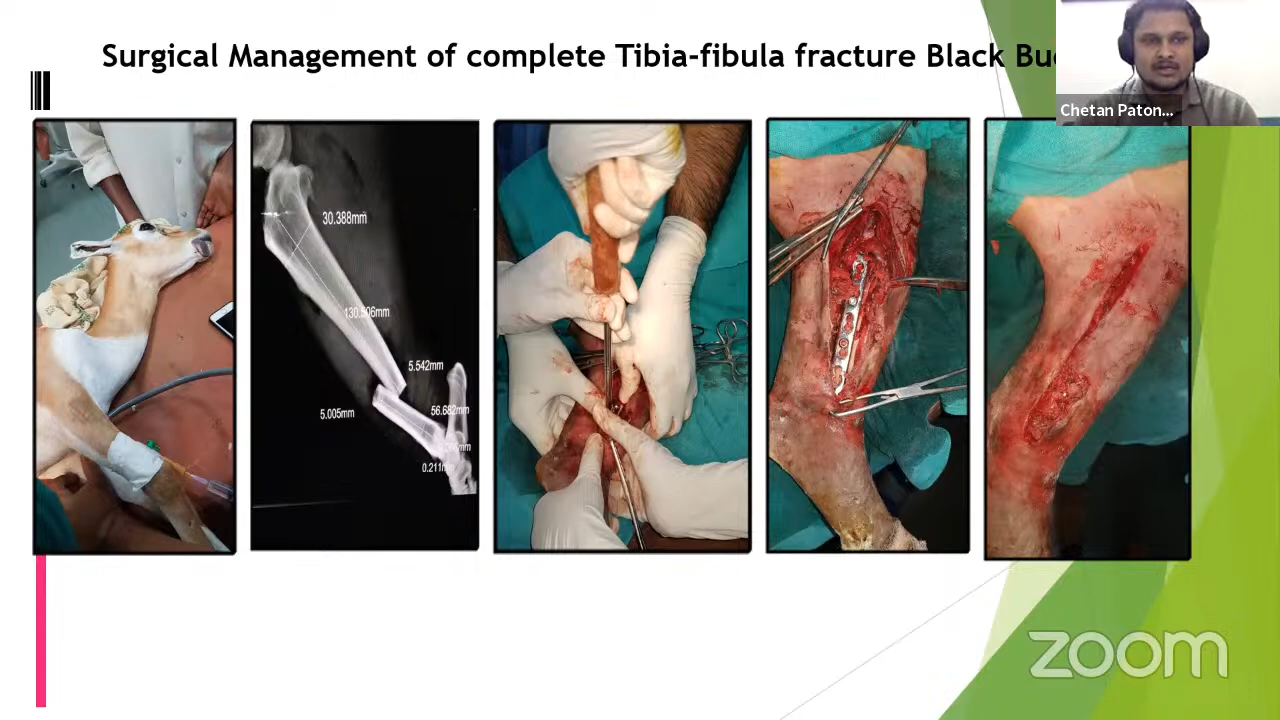 Surgical Management of complete Tibia-fibula fracture Black
Chetan Paton...
30.388mm
130.506mm
5.542mm
5.005mm
56.682mm
zoom